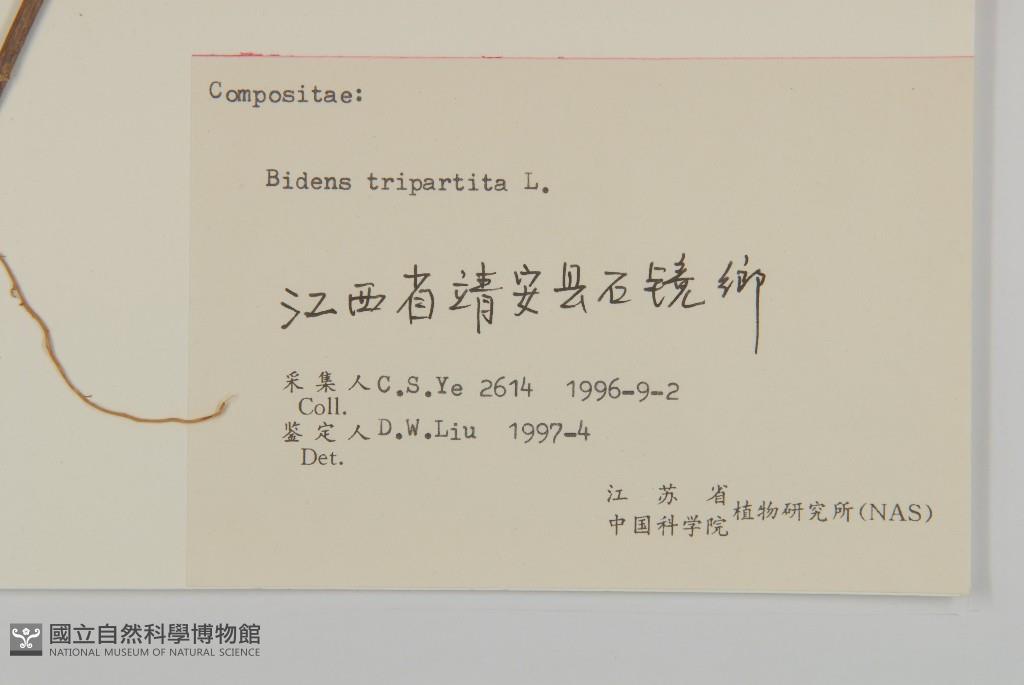 Compositae:
Bidens tripartita L.
江西省靖安县石镜鄉
采集人 C.S.Ye 2614 1996-9-2
Coll.
鉴定人 D.W.Liu 1997-4
Det.
江苏省
中国科学院 植物研究所(NAS)
國立自然科學博物館
NATIONAL MUSEUM OF NATURAL SCIENCE